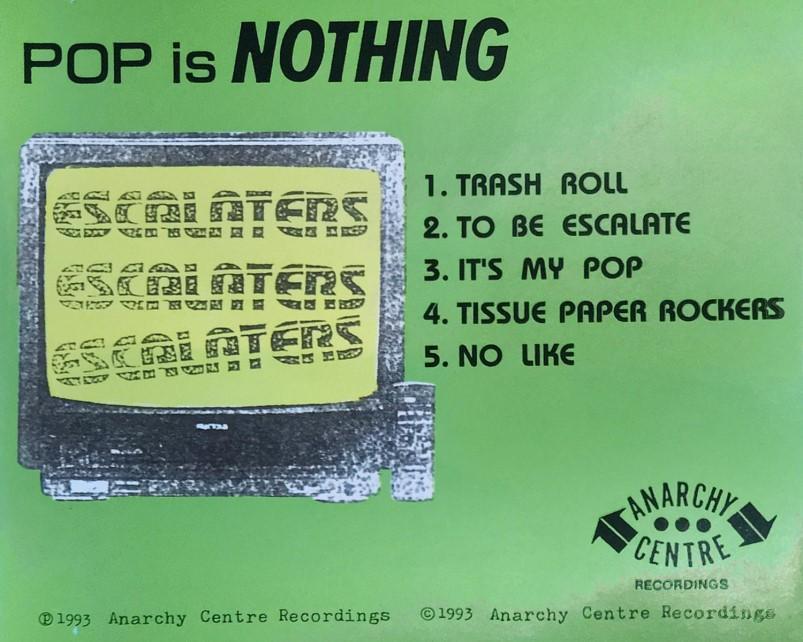 POP is NOTHING
ESCALATERS
ESCALATERS
ESCALATERS
1. TRASH ROLL
2. TO BE ESCALATE
3. IT'S MY POP
4. TISSUE PAPER ROCKERS
5. NO LIKE
ANARCHY
CENTRE
RECORDINGS
℗1993 Anarchy Centre Recordings ©1993 Anarchy Centre Recordings